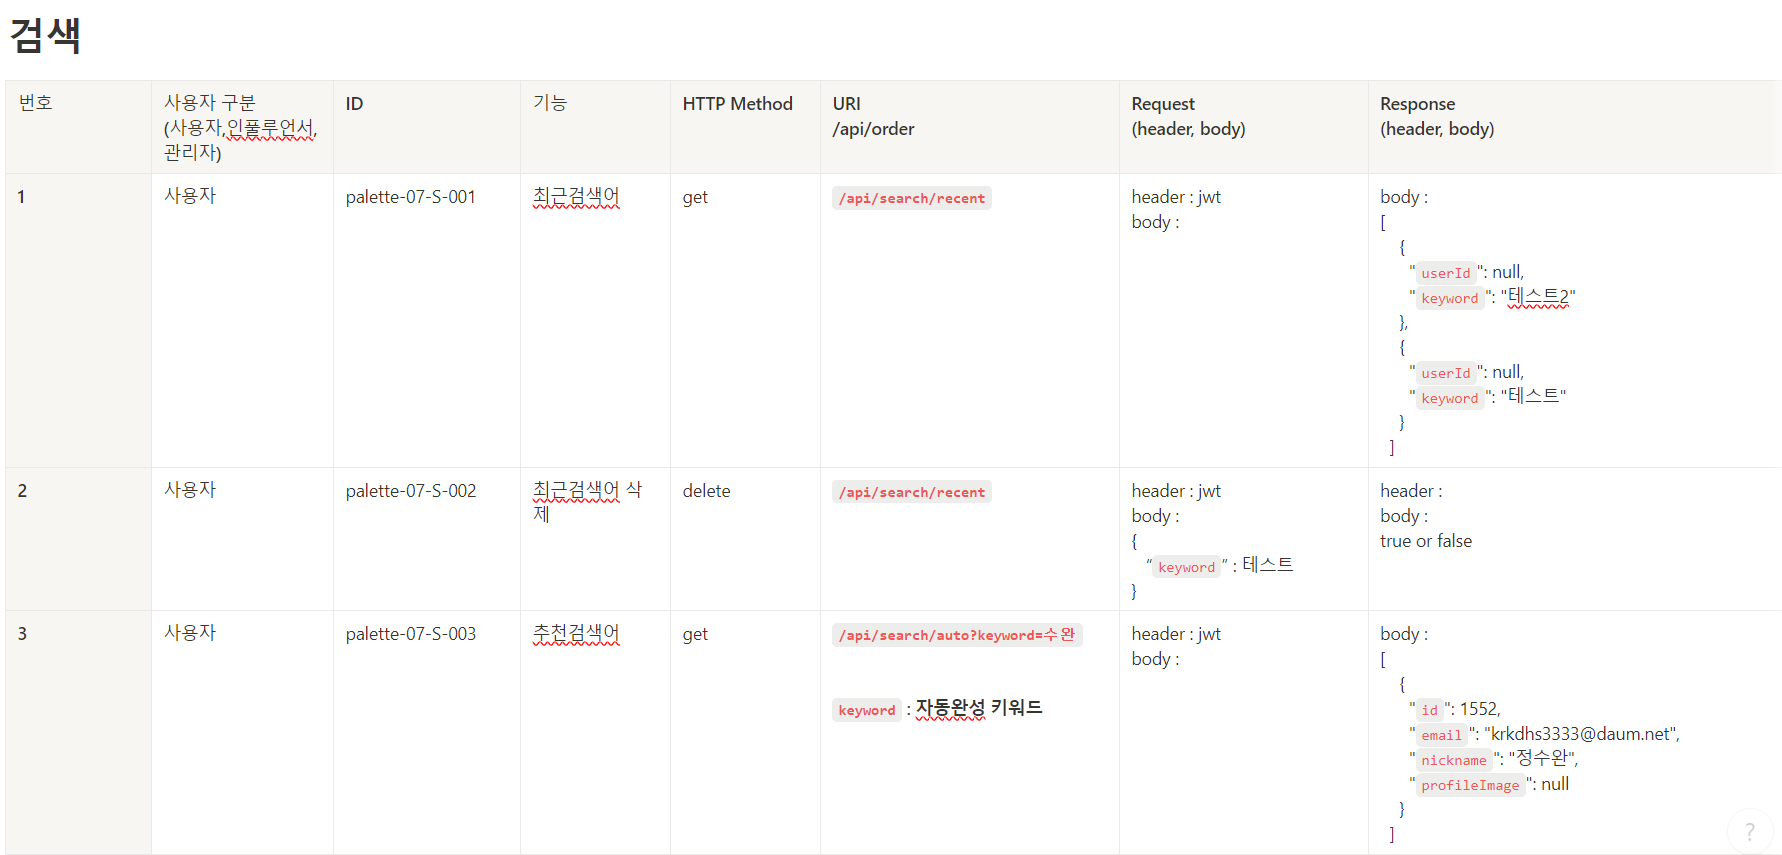 검색
번호
사용자 구분
(사용자,인풀루언서,
관리자)
ID
기능
HTTP Method
URI
/api/order
Request
(header, body)
Response
(header, body)
1
사용자
palette-07-S-001
최근검색어
get
/api/search/recent
header : jwt
body :
body :
[
{
"userId": null,
"keyword": "테스트2"
},
{
"userId": null,
"keyword": "테스트"
}
]
2
사용자
palette-07-S-002
최근검색어 삭
제
delete
/api/search/recent
header : jwt
body :
{
“keyword” : 테스트
}
header :
body :
true or false
3
사용자
palette-07-S-003
추천검색어
get
/api/search/auto?keyword=수완
keyword : 자동완성 키워드
header : jwt
body :
body :
[
{
"id": 1552,
"email": "krkdhs3333@daum.net",
"nickname": "정수완",
"profileImage": null
}
]
?